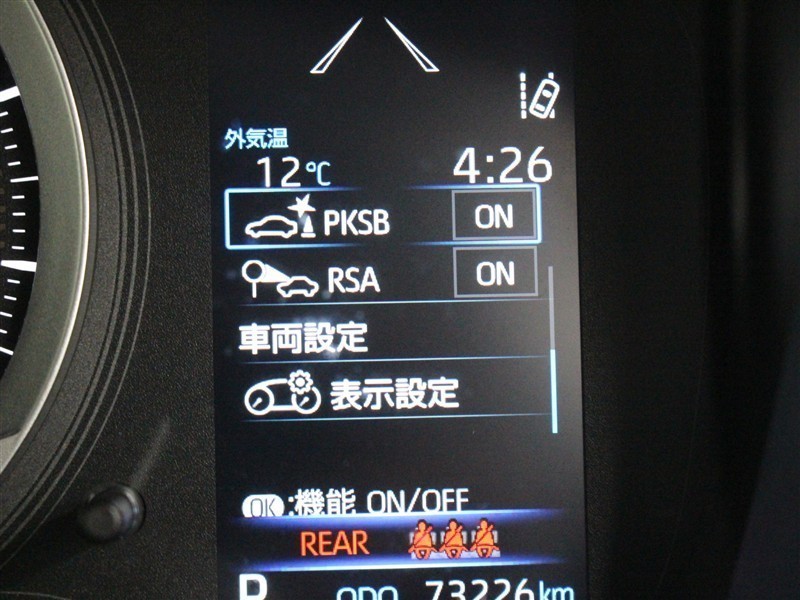 外気温
12℃ 4:26
PKSB ON
RSA ON
車両設定
表示設定
OK :機能 ON/OFF
REAR
P ODO 73226km